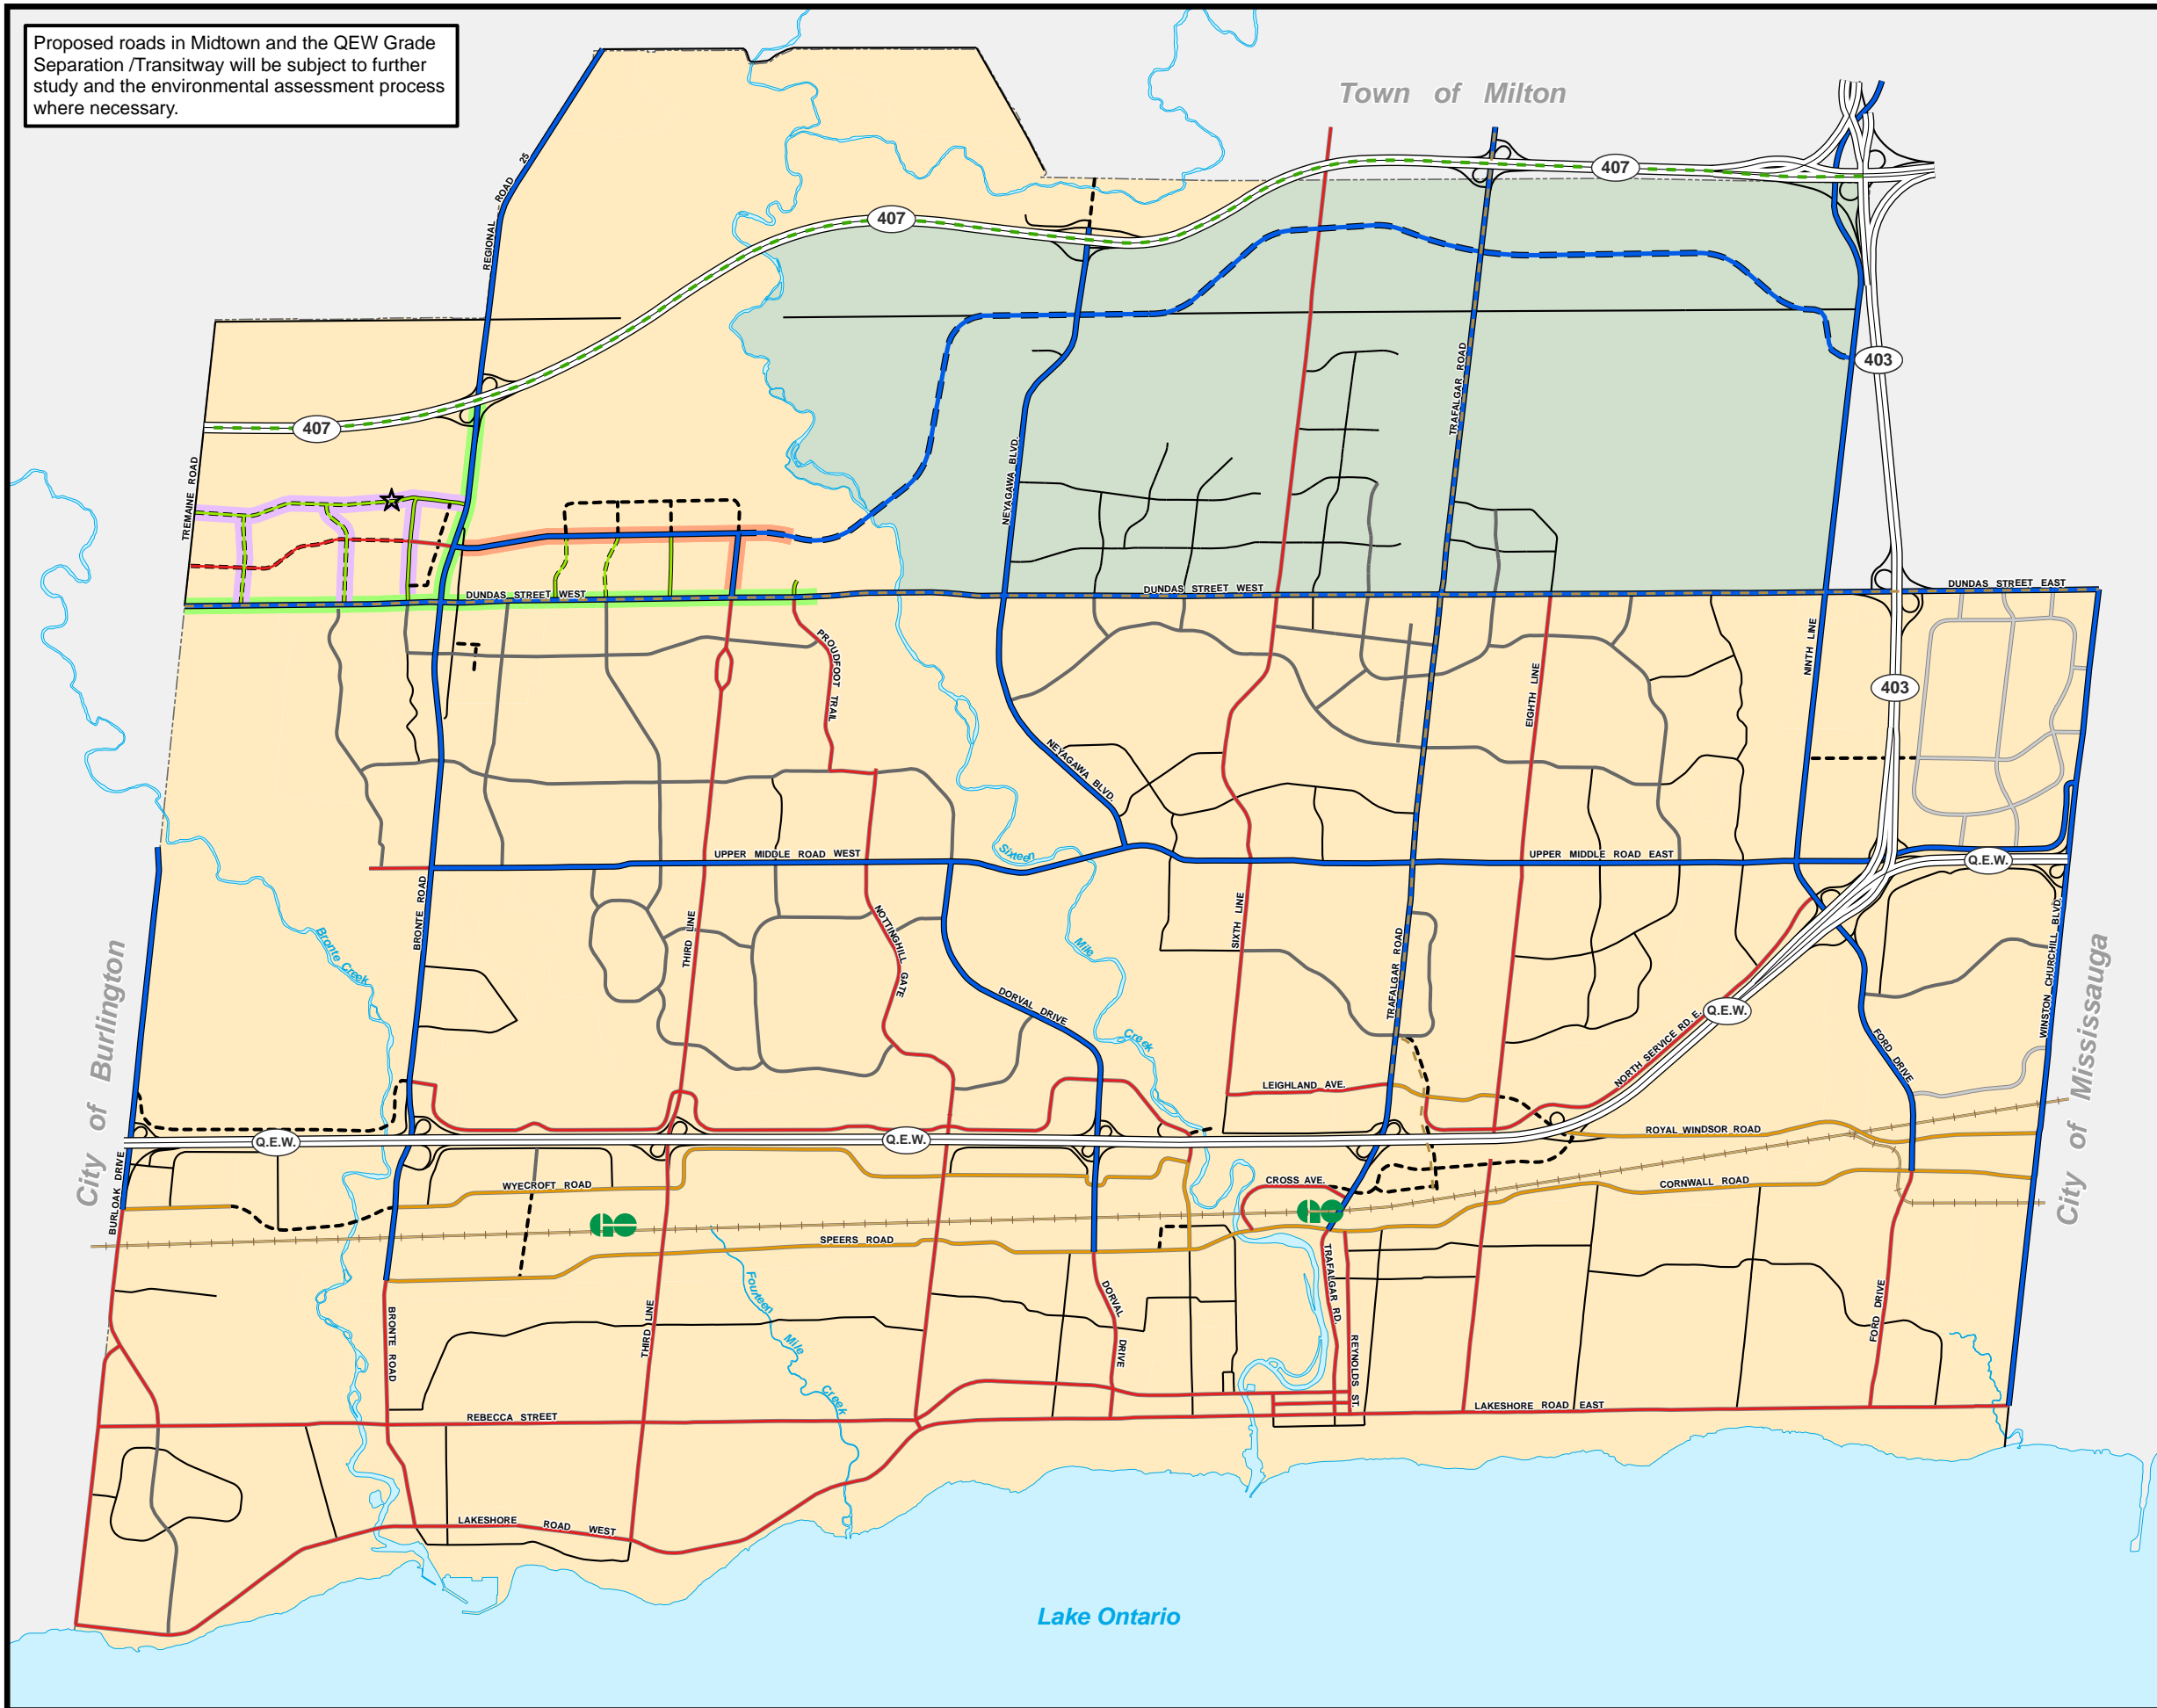 Proposed roads in Midtown and the QEW Grade
Separation /Transitway will be subject to further
study and the environmental assessment process
where necessary.
Town of Milton
REGIONAL ROAD 25
407
407
407
403
TREMAINE ROAD
NEYAGAWA BLVD.
TRAFALGAR ROAD
DUNDAS STREET WEST
DUNDAS STREET WEST
DUNDAS STREET EAST
PROUDFOOT TRAIL
EIGHTH LINE
NINTH LINE
403
NEYAGAWA BLVD.
UPPER MIDDLE ROAD WEST
Sixteen
UPPER MIDDLE ROAD EAST
Q.E.W.
BRONTE ROAD
THIRD LINE
NOTTINGHILL GATE
SIXTH LINE
TRAFALGAR ROAD
WINSTON CHURCHILL BLVD.
Bronte Creek
Mile
DORVAL DRIVE
Creek
Q.E.W.
NORTH SERVICE RD. E.
FORD DRIVE
City of Burlington
City of Mississauga
LEIGHLAND AVE.
Q.E.W.
Q.E.W.
ROYAL WINDSOR ROAD
BURLOAK DRIVE
WYECROFT ROAD
CROSS AVE.
CORNWALL ROAD
GO
GO
SPEERS ROAD
Fourteen
Mile
Creek
BRONTE ROAD
THIRD LINE
DORVAL DRIVE
TRAFALGAR RD.
REYNOLDS ST.
FORD DRIVE
REBECCA STREET
LAKESHORE ROAD EAST
LAKESHORE ROAD WEST
Lake Ontario